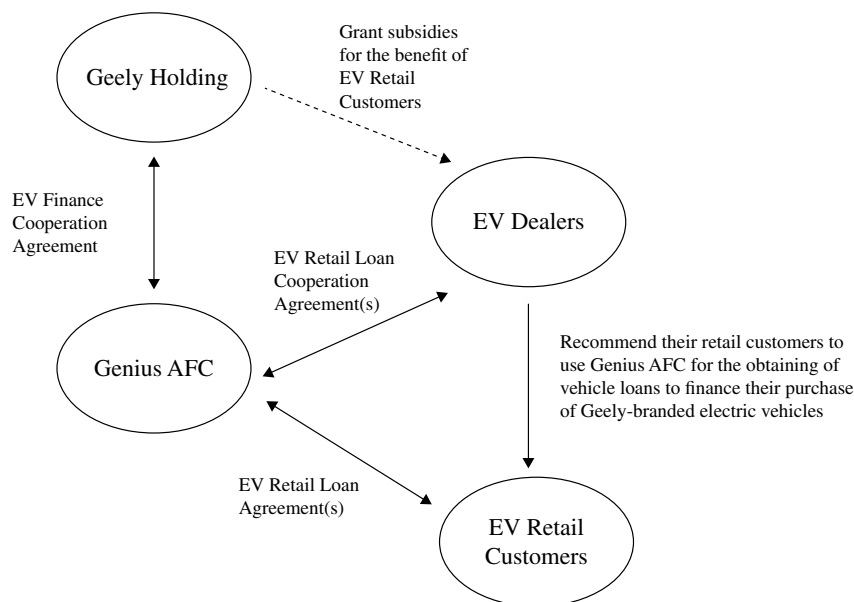 Grant subsidies
for the benefit of
EV Retail
Customers
Geely Holding
EV Finance
Cooperation
Agreement
EV Dealers
EV Retail Loan
Cooperation
Agreement(s)
Genius AFC
Recommend their retail customers to
use Genius AFC for the obtaining of
vehicle loans to finance their purchase
of Geely-branded electric vehicles
EV Retail Loan
Agreement(s)
EV Retail
Customers